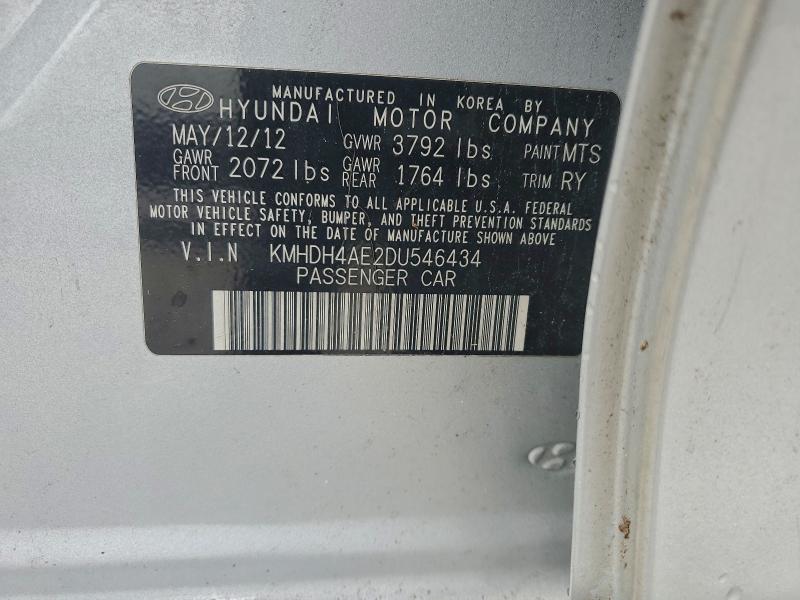 MANUFACTURED IN KOREA BY
HYUNDAI MOTOR COMPANY
MAY/12/12 GVWR 3792 lbs PAINT MTS
GAWR FRONT 2072 lbs GAWR REAR 1764 lbs TRIM RY
THIS VEHICLE CONFORMS TO ALL APPLICABLE U.S.A. FEDERAL
MOTOR VEHICLE SAFETY, BUMPER, AND THEFT PREVENTION STANDARDS
IN EFFECT ON THE DATE OF MANUFACTURE SHOWN ABOVE
V.I.N KMHDH4AE2DU546434
PASSENGER CAR